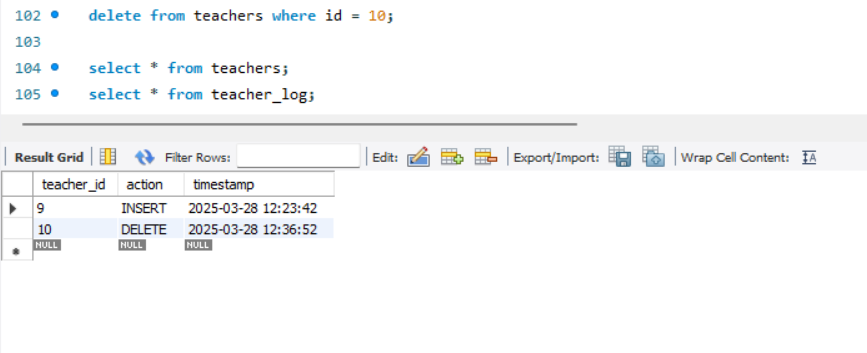 102 delete from teachers where id = 10;
103
104 select * from teachers;
105 select * from teacher_log;
Result Grid Filter Rows: Edit: Export/Import: Wrap Cell Content: IA
teacher_id action timestamp
9 INSERT 2025-03-28 12:23:42
10 DELETE 2025-03-28 12:36:52
NULL NULL NULL